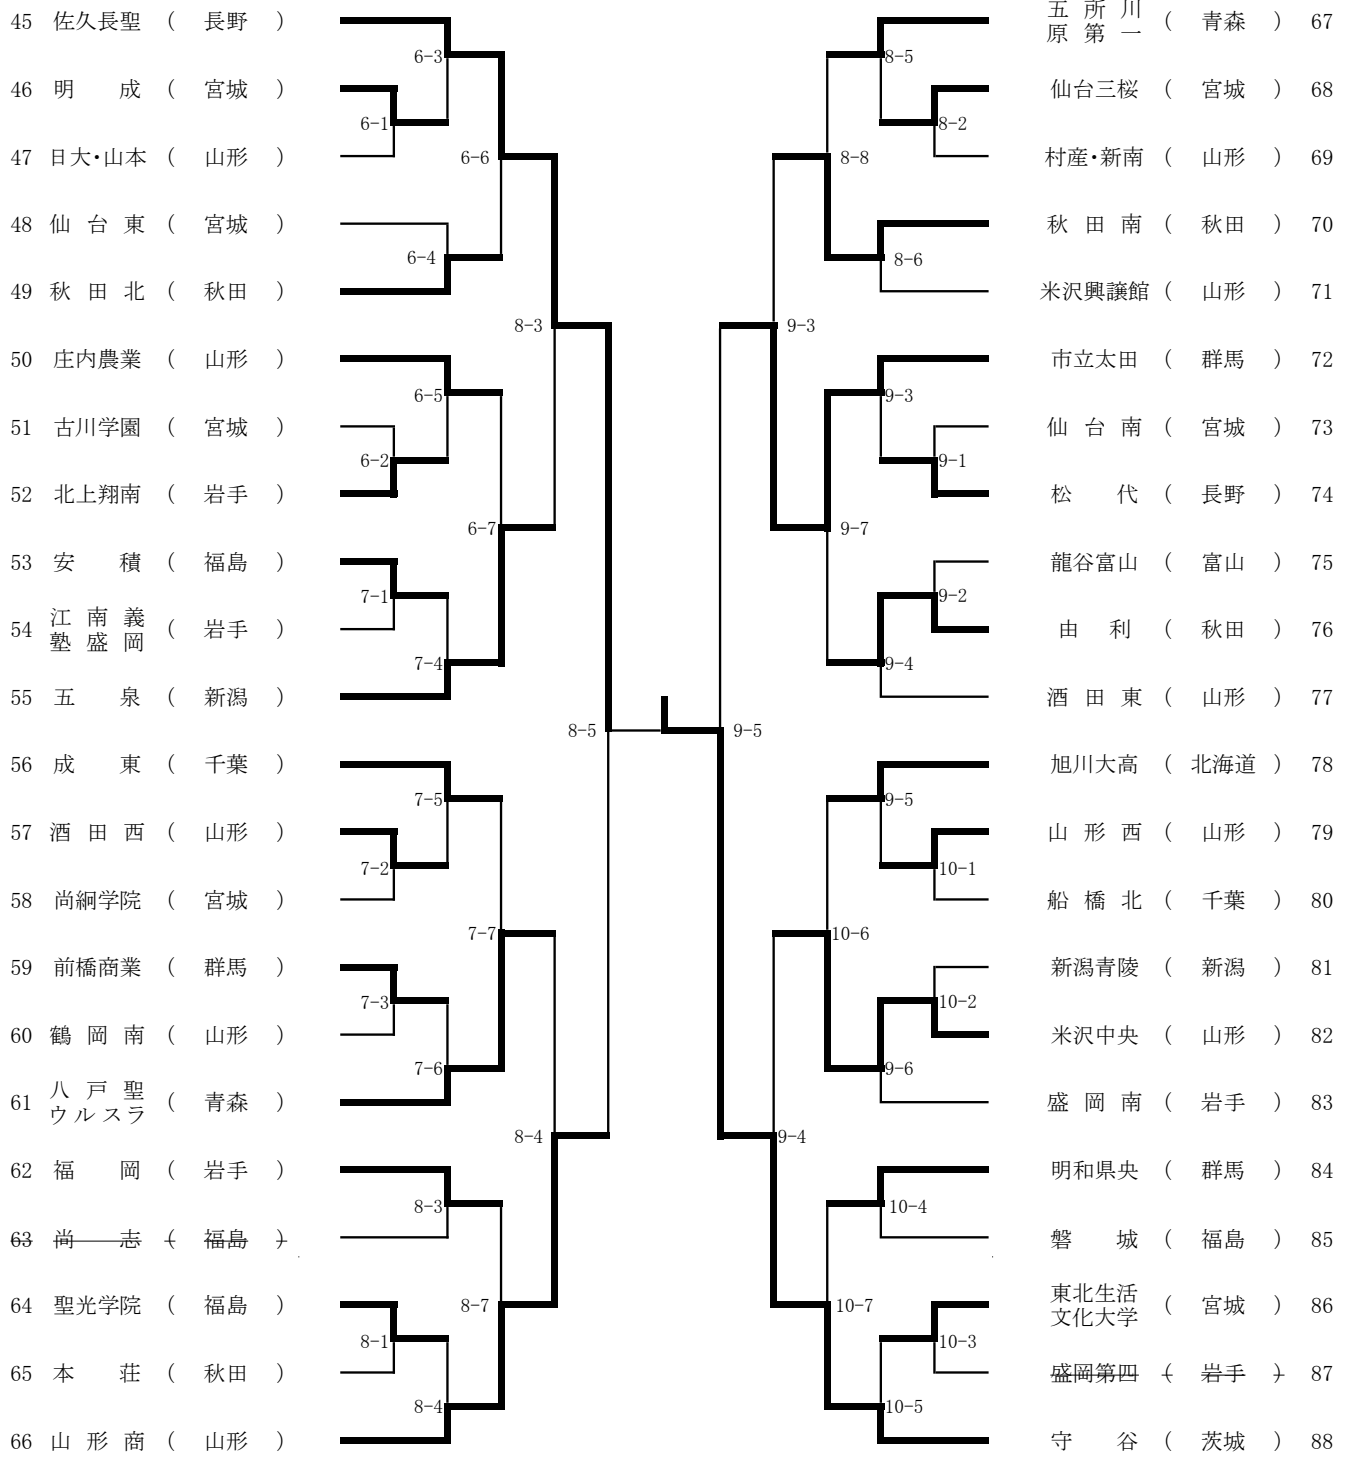 45 佐久長聖 ( 長野 )
46 明 成 ( 宮城 )
47 日大・山本 ( 山形 )
48 仙台東 ( 宮城 )
49 秋田北 ( 秋田 )
50 庄内農業 ( 山形 )
51 古川学園 ( 宮城 )
52 北上翔南 ( 岩手 )
53 安 積 ( 福島 )
54 江南義塾盛岡 ( 岩手 )
55 五 泉 ( 新潟 )
56 成 東 ( 千葉 )
57 酒田西 ( 山形 )
58 尚絅学院 ( 宮城 )
59 前橋商業 ( 群馬 )
60 鶴岡南 ( 山形 )
61 八戸聖ウルスラ ( 青森 )
62 福 岡 ( 岩手 )
63 尚 志 ( 福島 )
64 聖光学院 ( 福島 )
65 本 荘 ( 秋田 )
66 山形商 ( 山形 )
6-3
6-1
6-6
6-4
8-3
6-5
6-2
6-7
7-1
7-4
8-5
7-5
7-2
7-7
7-3
7-6
8-4
8-3
8-7
8-1
8-4
8-5
8-2
8-8
8-6
9-3
9-3
9-1
9-7
9-2
9-4
9-5
9-5
10-1
10-6
10-2
9-6
9-4
10-4
10-7
10-3
10-5
五所川原第一 ( 青森 ) 67
仙台三桜 ( 宮城 ) 68
村産・新南 ( 山形 ) 69
秋田南 ( 秋田 ) 70
米沢興譲館 ( 山形 ) 71
市立太田 ( 群馬 ) 72
仙台南 ( 宮城 ) 73
松 代 ( 長野 ) 74
龍谷富山 ( 富山 ) 75
由 利 ( 秋田 ) 76
酒田東 ( 山形 ) 77
旭川大高 ( 北海道 ) 78
山形西 ( 山形 ) 79
船橋北 ( 千葉 ) 80
新潟青陵 ( 新潟 ) 81
米沢中央 ( 山形 ) 82
盛岡南 ( 岩手 ) 83
明和県央 ( 群馬 ) 84
磐 城 ( 福島 ) 85
東北生活文化大学 ( 宮城 ) 86
盛岡第四 ( 岩手 ) 87
守 谷 ( 茨城 ) 88